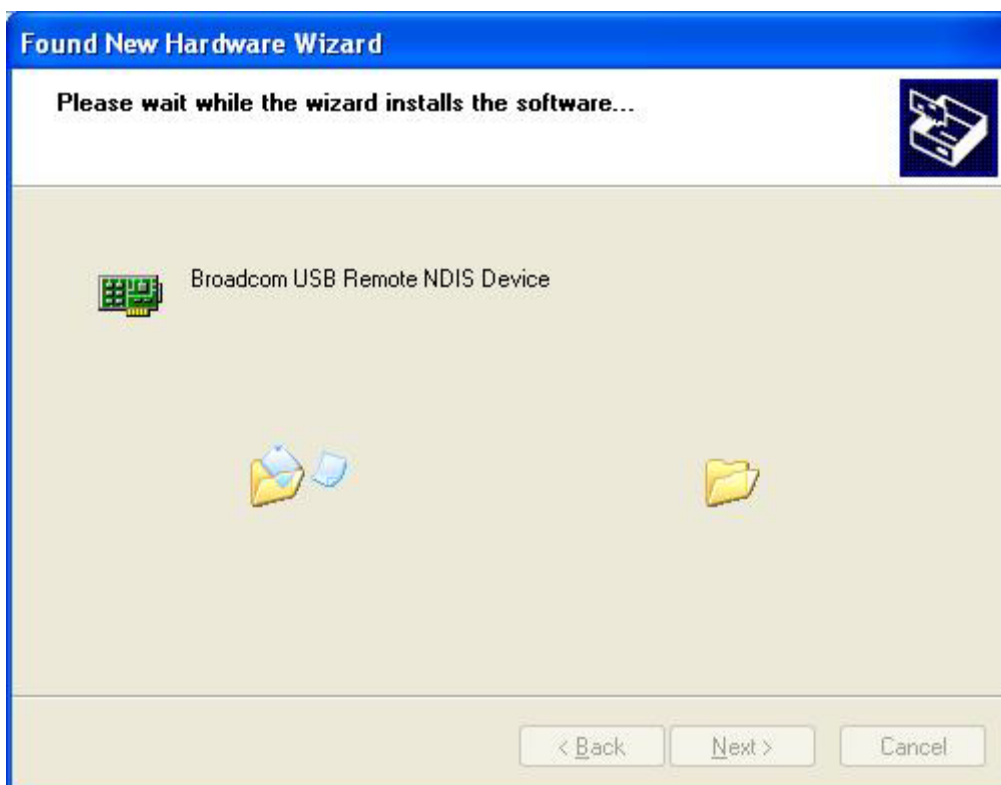 Found New Hardware Wizard
Please wait while the wizard installs the software...
Broadcom USB Remote NDIS Device
< Back
Next >
Cancel